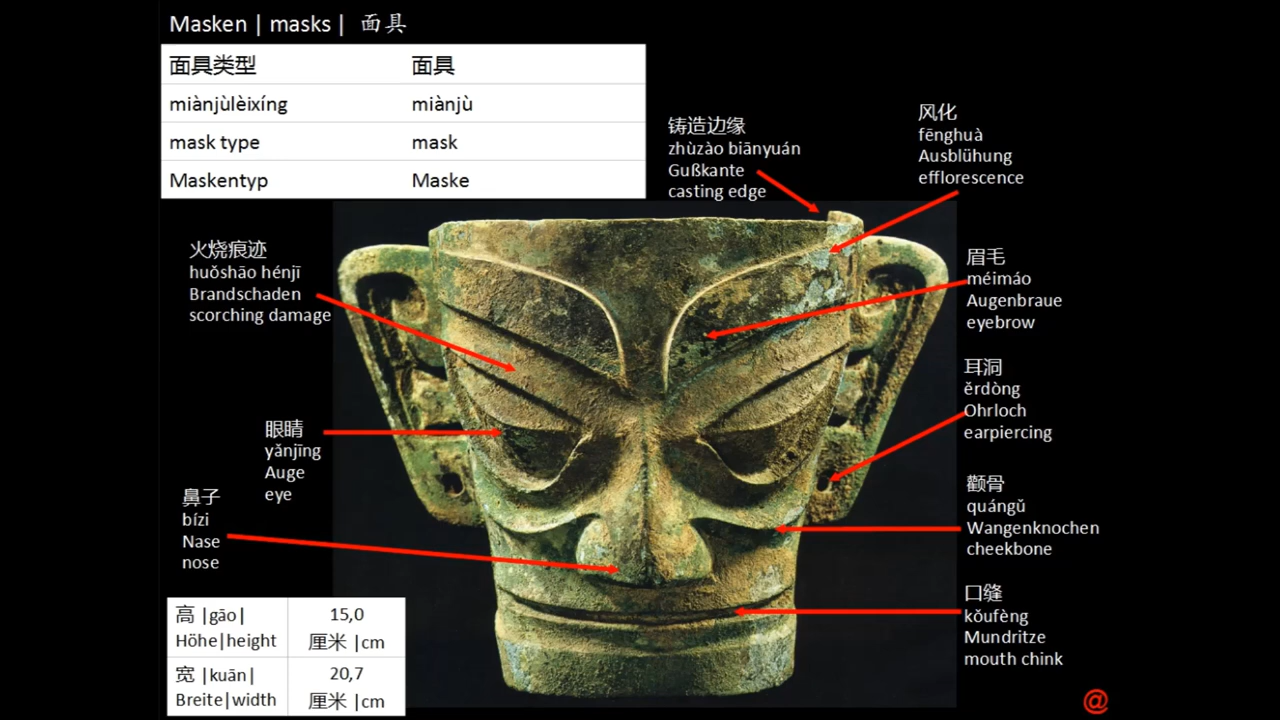 Masken | masks | 面具
面具类型 面具
miànjùlèixíng miànjù
mask type mask
Maskentyp Maske
铸造边缘
zhùzào biānyuán
Gußkante
casting edge
风化
fēnghuà
Ausblühung
efflorescence
火烧痕迹
huǒshāo hénjī
Brandschaden
scorching damage
眉毛
méimáo
Augenbraue
eyebrow
耳洞
ěrdòng
Ohrloch
earpiercing
眼睛
yǎnjīng
Auge
eye
颧骨
quángǔ
Wangenknochen
cheekbone
鼻子
bízi
Nase
nose
口缝
kǒufèng
Mundritze
mouth chink
高 |gāo| 15,0
Höhe|height 厘米 |cm
宽 |kuān| 20,7
Breite|width 厘米 |cm
@